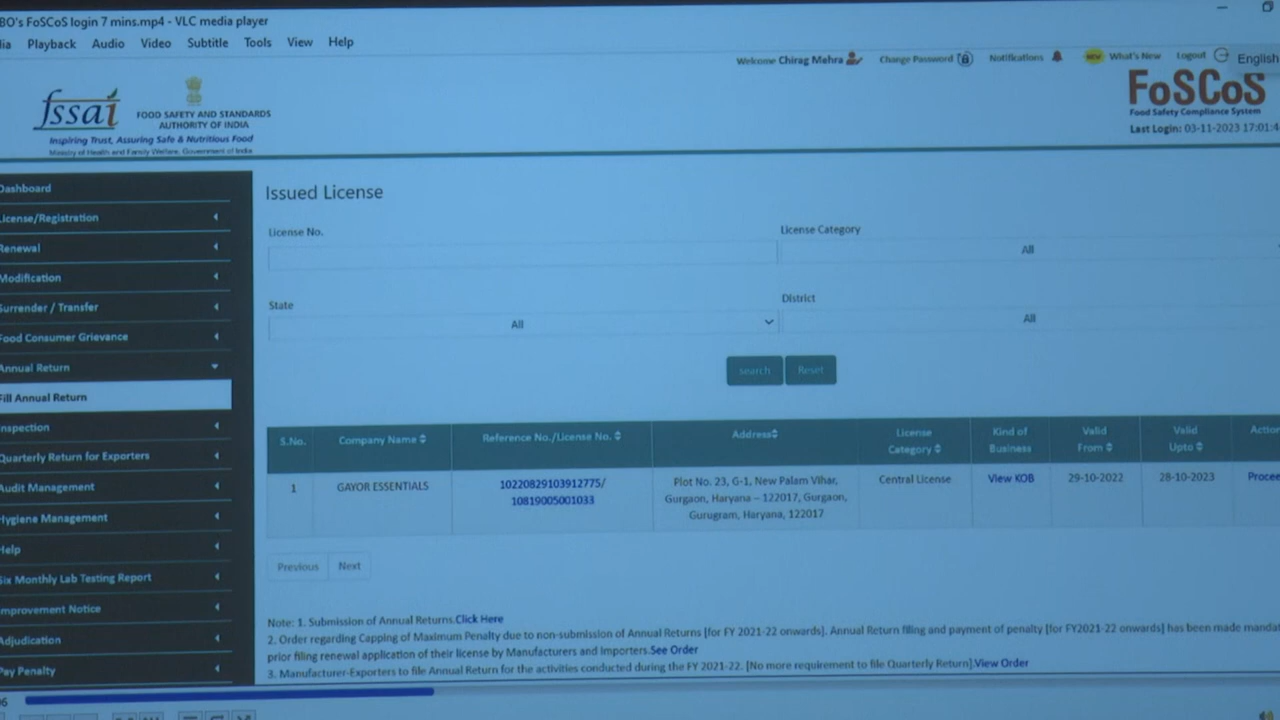 BO's FoSCoS login 7 mins.mp4 - VLC media player
ia Playback Audio Video Subtitle Tools View Help
Welcome Chirag Mehra Change Password Notifications NEW What's New Logout English
fssai
FOOD SAFETY AND STANDARDS
AUTHORITY OF INDIA
Inspiring Trust, Assuring Safe & Nutritious Food
Ministry of Health and Family Welfare, Government of India
FoSCoS
Food Safety Compliance System
Last Login: 03-11-2023 17:01:4
Dashboard
License/Registration
Renewal
Modification
Surrender / Transfer
Food Consumer Grievance
Annual Return
Fill Annual Return
Inspection
Quarterly Return for Exporters
Audit Management
Hygiene Management
Help
Six Monthly Lab Testing Report
Improvement Notice
Adjudication
Pay Penalty
Issued License
License No. License Category
All
State District
All All
search Reset
S.No. Company Name Reference No./License No. Address License Category Kind of Business Valid From Valid Upto Action
1 GAYOR ESSENTIALS 10220829103912775/ Plot No. 23, G-1, New Palam Vihar, Central License View KOB 29-10-2022 28-10-2023 Procee
10819005001033 Gurgaon, Haryana – 122017, Gurgaon,
Gurugram, Haryana, 122017
Previous Next
Note: 1. Submission of Annual Returns.Click Here
2. Order regarding Capping of Maximum Penalty due to non-submission of Annual Returns [for FY 2021-22 onwards]. Annual Return filing and payment of penalty [for FY2021-22 onwards] has been made mandat
prior filing renewal application of their license by Manufacturers and Importers.See Order
3. Manufacturer-Exporters to file Annual Return for the activities conducted during the FY 2021-22. [No more requirement to file Quarterly Return].View Order
06